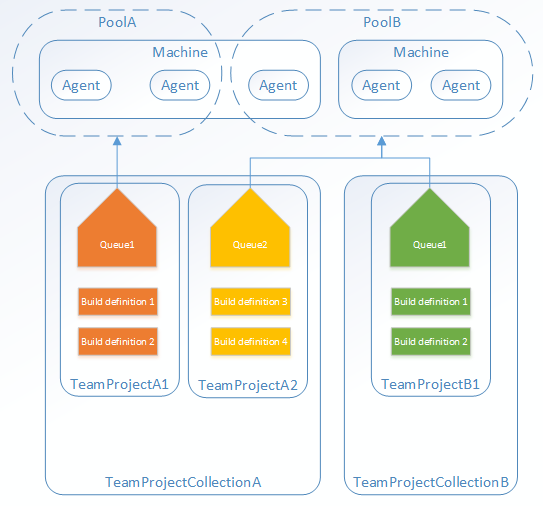 PoolA
PoolB
Machine
Machine
Agent
Agent
Agent
Agent
Agent
Queue1
Queue2
Queue1
Build definition 1
Build definition 3
Build definition 1
Build definition 2
Build definition 4
Build definition 2
TeamProjectA1
TeamProjectA2
TeamProjectB1
TeamProjectCollectionA
TeamProjectCollectionB